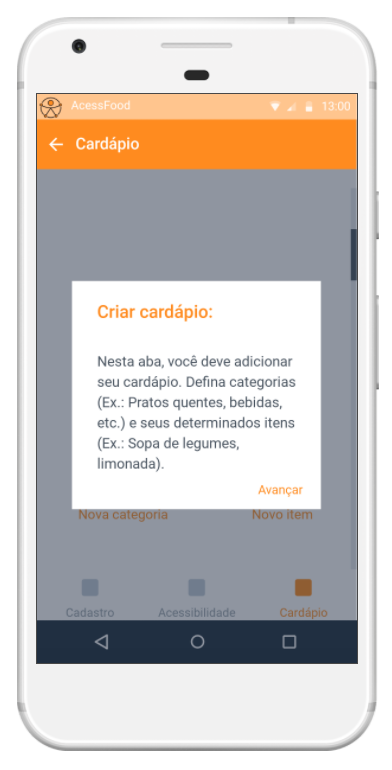 AcessFood 13:00
Cardápio
Criar cardápio:
Nesta aba, você deve adicionar
seu cardápio. Defina categorias
(Ex.: Pratos quentes, bebidas,
etc.) e seus determinados itens
(Ex.: Sopa de legumes,
limonada).
Avançar
Nova categoria Novo item
Cadastro Acessibilidade Cardápio